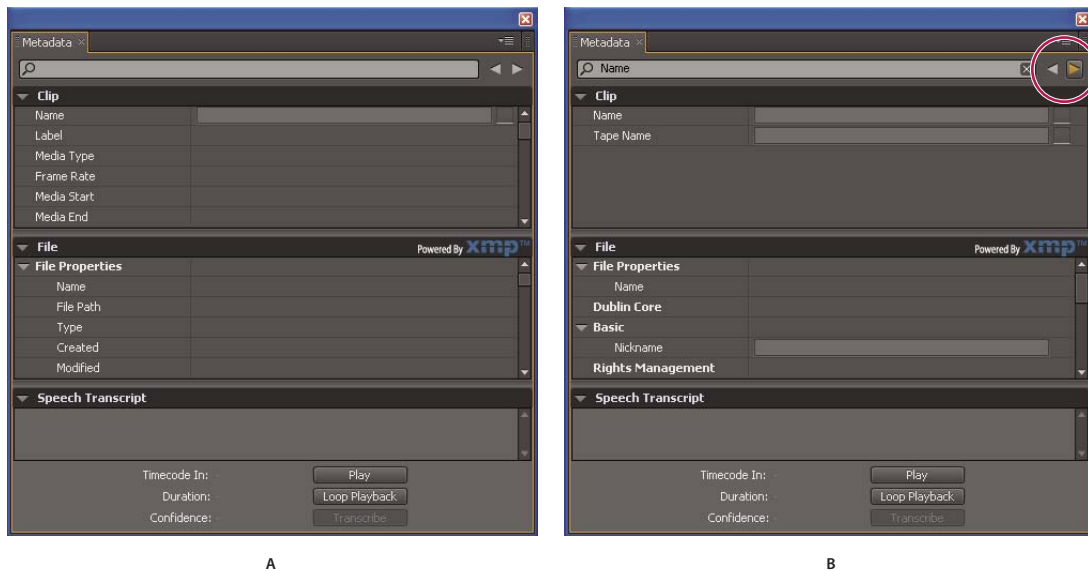 Metadata ×
Clip
Name
Label
Media Type
Frame Rate
Media Start
Media End
File Powered By xmp™
File Properties
Name
File Path
Type
Created
Modified
Speech Transcript
Timecode In: - Play
Duration: - Loop Playback
Confidence: - Transcribe
A
Metadata ×
Name
Clip
Name
Tape Name
File Powered By xmp™
File Properties
Name
Dublin Core
Basic
Nickname
Rights Management
Speech Transcript
Timecode In: - Play
Duration: - Loop Playback
Confidence: - Transcribe
B